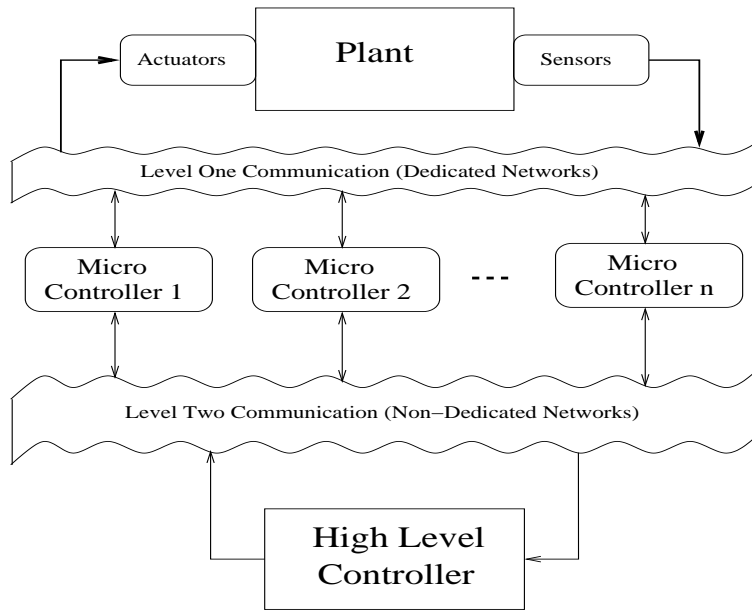 Actuators
Plant
Sensors
Level One Communication (Dedicated Networks)
Micro
Controller 1
Micro
Controller 2
Micro
Controller n
Level Two Communication (Non-Dedicated Networks)
High Level
Controller